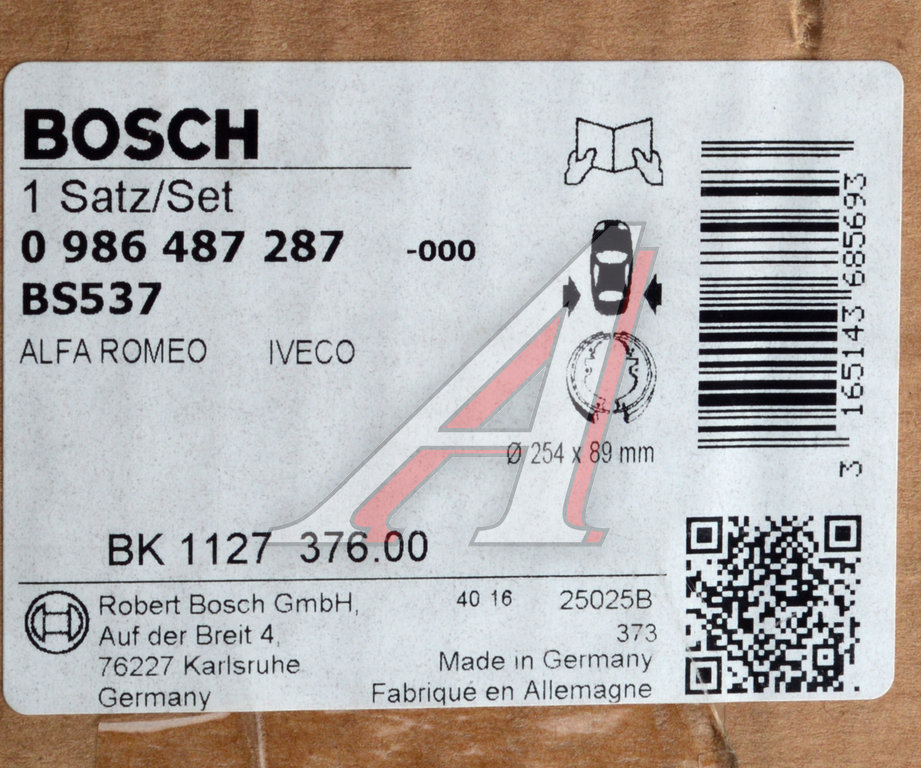 BOSCH
1 Satz/Set
0 986 487 287 -000
BS537
ALFA ROMEO IVECO
Ø 254 x 89 mm
3 165143 685693
BK 1127 376.00
Robert Bosch GmbH, 40 16 25025B
Auf der Breit 4, 373
76227 Karlsruhe Made in Germany
Germany Fabriqué en Allemagne